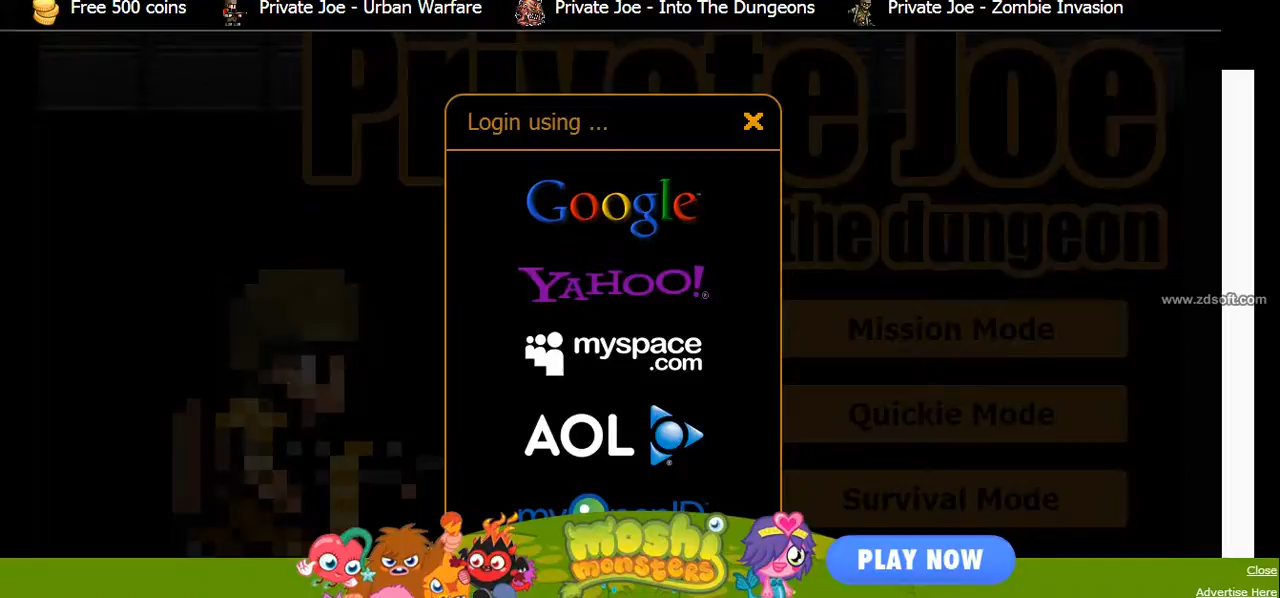 Free 500 coins
Private Joe - Urban Warfare
Private Joe - Into The Dungeons
Private Joe - Zombie Invasion
Private Joe
the dungeon
Login using ...
Google
YAHOO!
myspace
.com
AOL
myOpenID
Mission Mode
Quickie Mode
Survival Mode
www.zdsoft.com
moshi
monsters
PLAY NOW
Close
Advertise Here